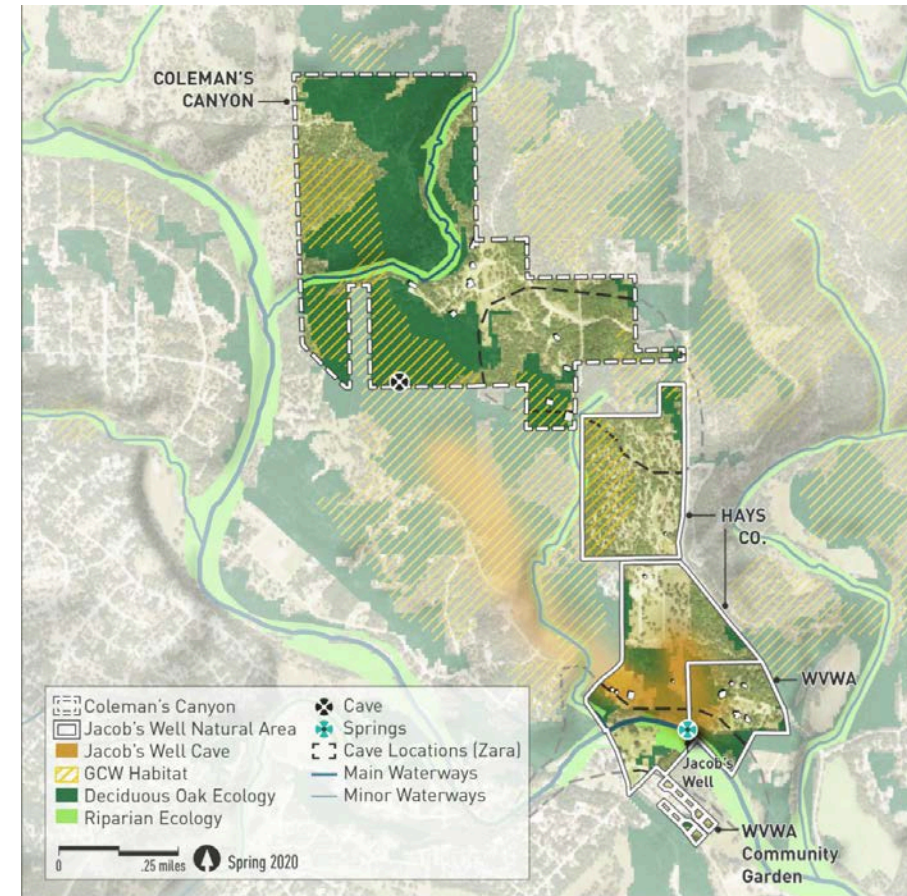 COLEMAN'S
CANYON
HAYS
CO.
WVWA
Jacob's
Well
WVWA
Community
Garden
Coleman's Canyon
Jacob's Well Natural Area
Jacob's Well Cave
GCW Habitat
Deciduous Oak Ecology
Riparian Ecology
Cave
Springs
Cave Locations (Zara)
Main Waterways
Minor Waterways
0 .25 miles Spring 2020